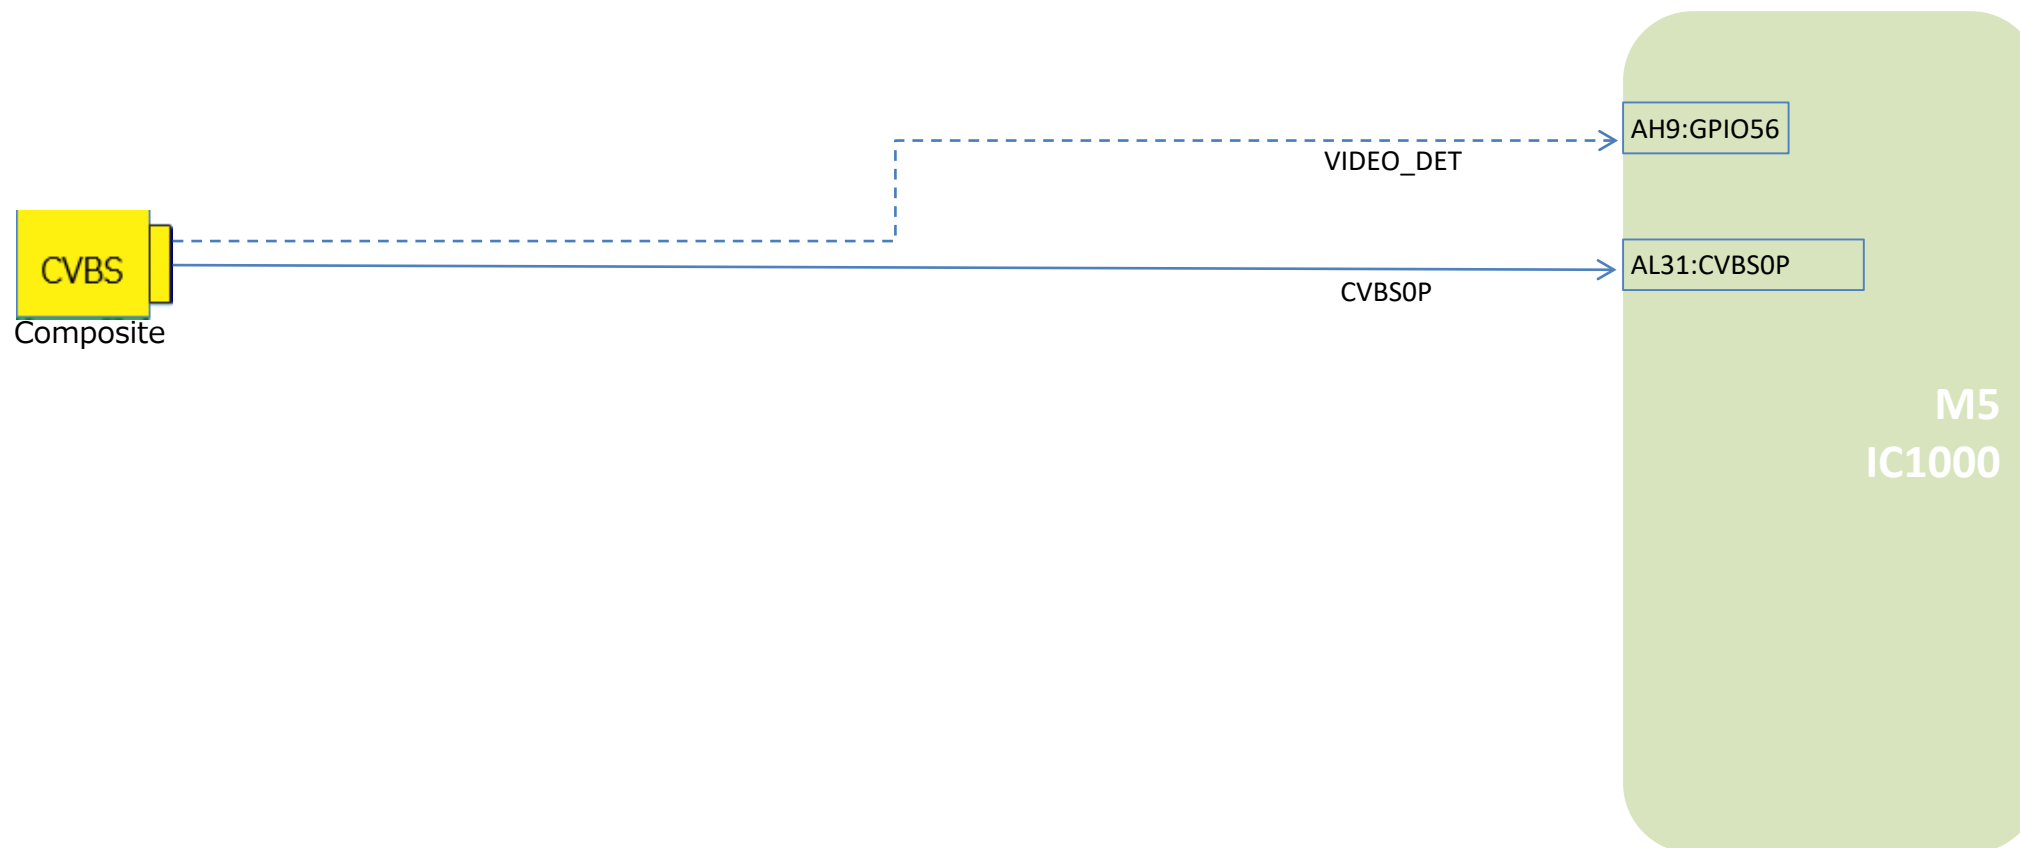 AH9:GPIO56
VIDEO_DET
CVBS
AL31:CVBS0P
CVBS0P
Composite
M5
IC1000